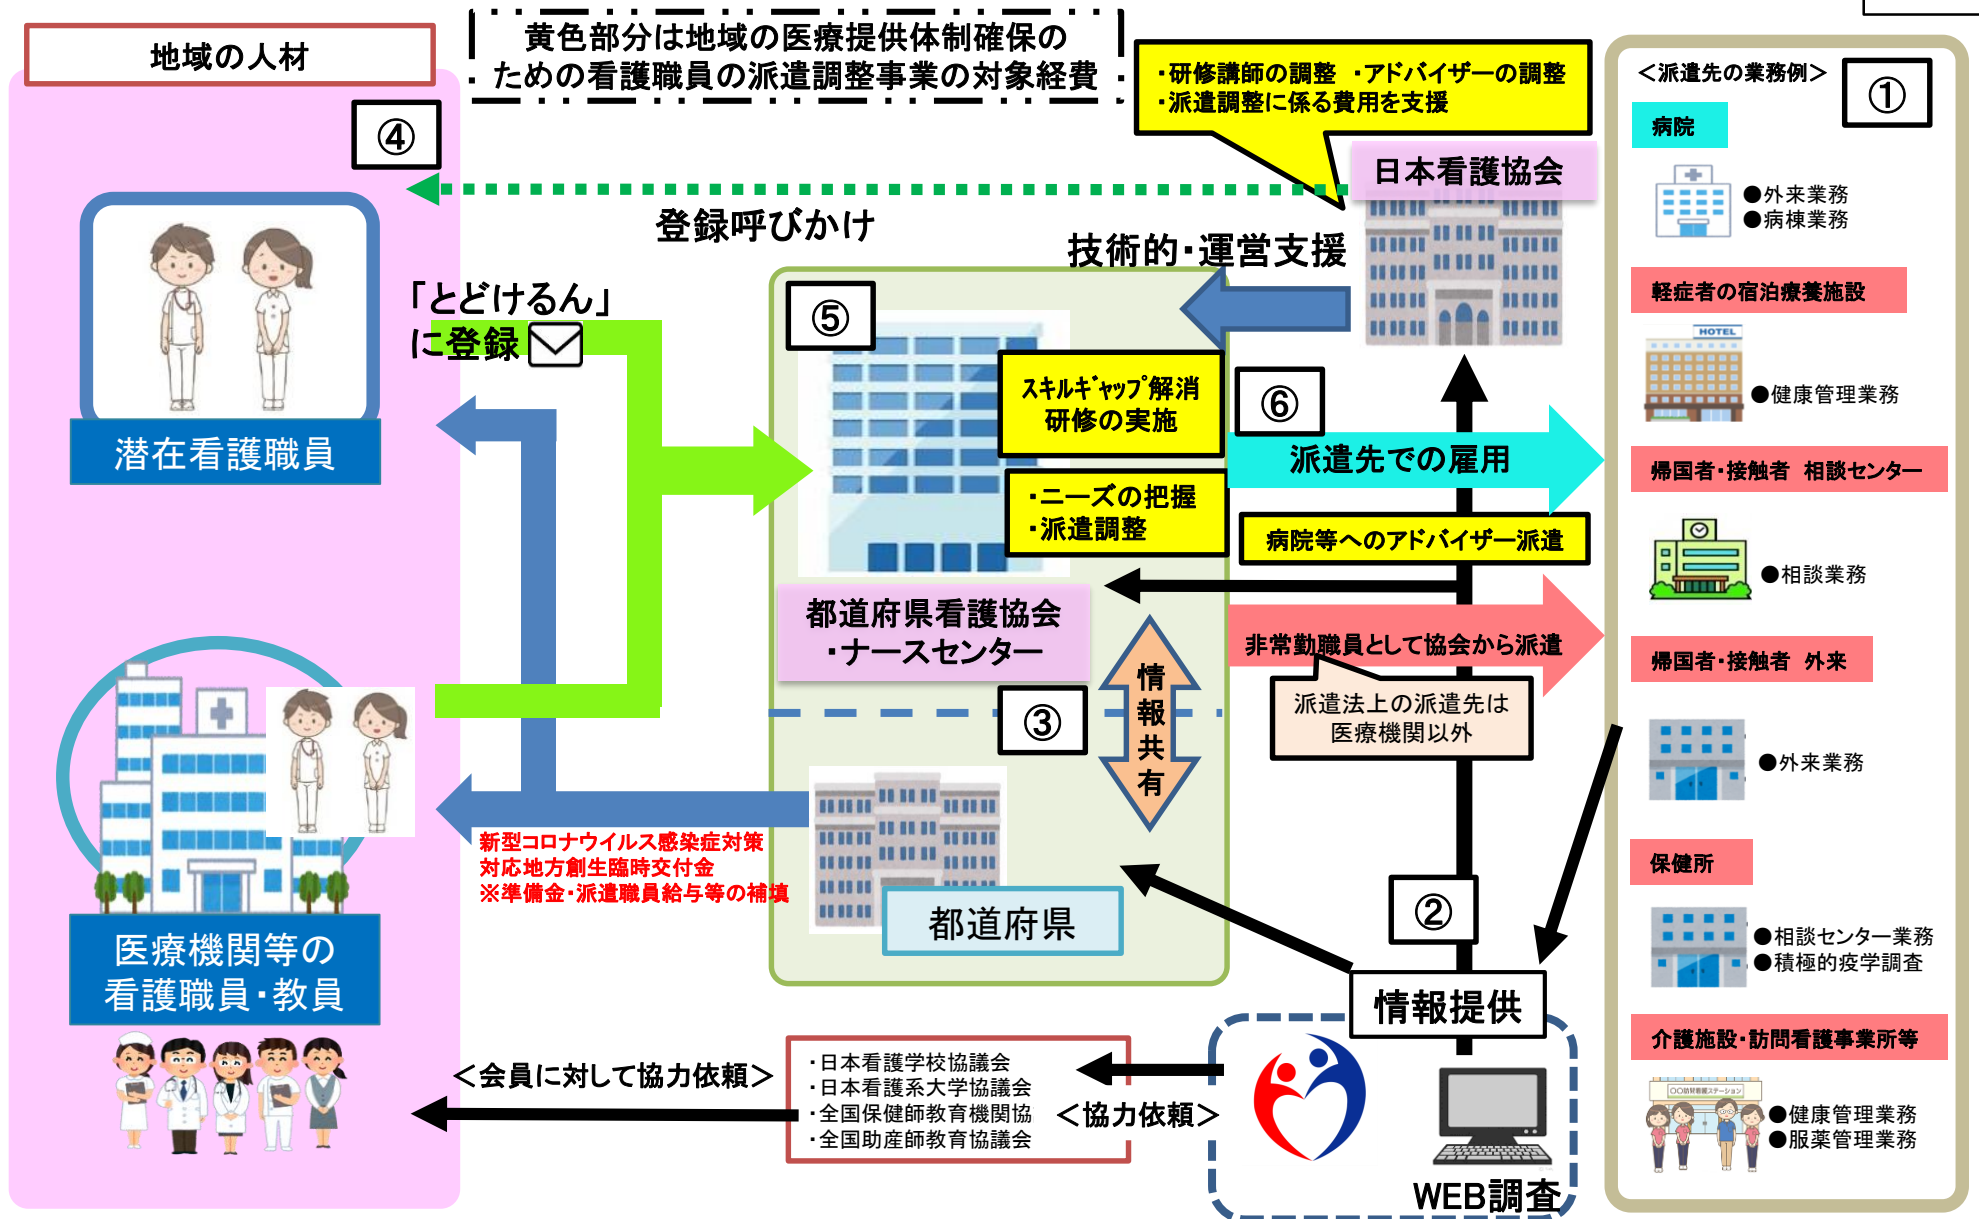 地域の人材
黄色部分は地域の医療提供体制確保の
ための看護職員の派遣調整事業の対象経費
・研修講師の調整 ・アドバイザーの調整
・派遣調整に係る費用を支援
＜派遣先の業務例＞
①
④
日本看護協会
登録呼びかけ
技術的・運営支援
「とどけるん」
に登録
潜在看護職員
⑤
スキルギャップ解消
研修の実施
・ニーズの把握
・派遣調整
⑥
派遣先での雇用
病院等へのアドバイザー派遣
都道府県看護協会
・ナースセンター
非常勤職員として協会から派遣
派遣法上の派遣先は
医療機関以外
③
情報共有
新型コロナウイルス感染症対策
対応地方創生臨時交付金
※準備金・派遣職員給与等の補填
都道府県
②
情報提供
医療機関等の
看護職員・教員
＜会員に対して協力依頼＞
・日本看護学校協議会
・日本看護系大学協議会
・全国保健師教育機関協
・全国助産師教育協議会
＜協力依頼＞
WEB調査
病院
●外来業務
●病棟業務
軽症者の宿泊療養施設
HOTEL
●健康管理業務
帰国者・接触者 相談センター
●相談業務
帰国者・接触者 外来
●外来業務
保健所
●相談センター業務
●積極的疫学調査
介護施設・訪問看護事業所等
〇〇訪問看護ステーション
●健康管理業務
●服薬管理業務